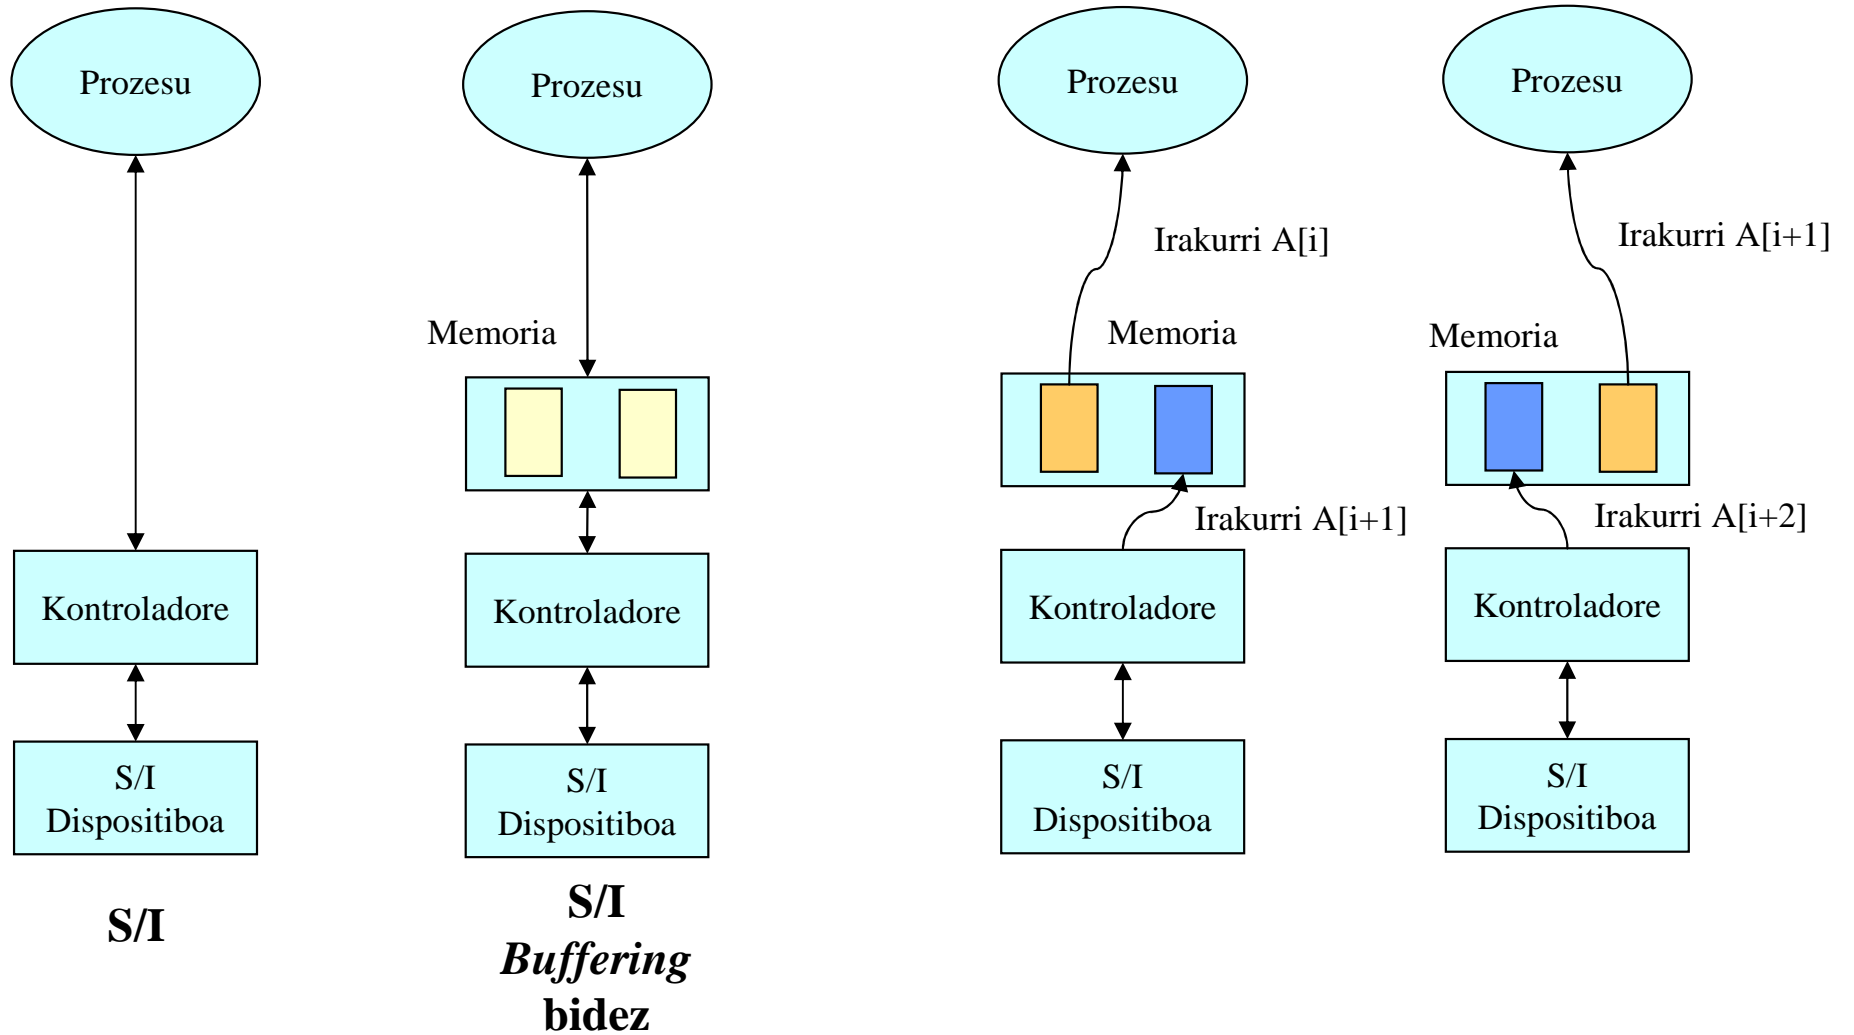 Prozesu
Kontroladore
S/I
Dispositiboa
S/I
Prozesu
Memoria
Kontroladore
S/I
Dispositiboa
S/I
Buffering
bidez
Prozesu
Irakurri A[i]
Memoria
Irakurri A[i+1]
Kontroladore
S/I
Dispositiboa
Prozesu
Irakurri A[i+1]
Memoria
Irakurri A[i+2]
Kontroladore
S/I
Dispositiboa